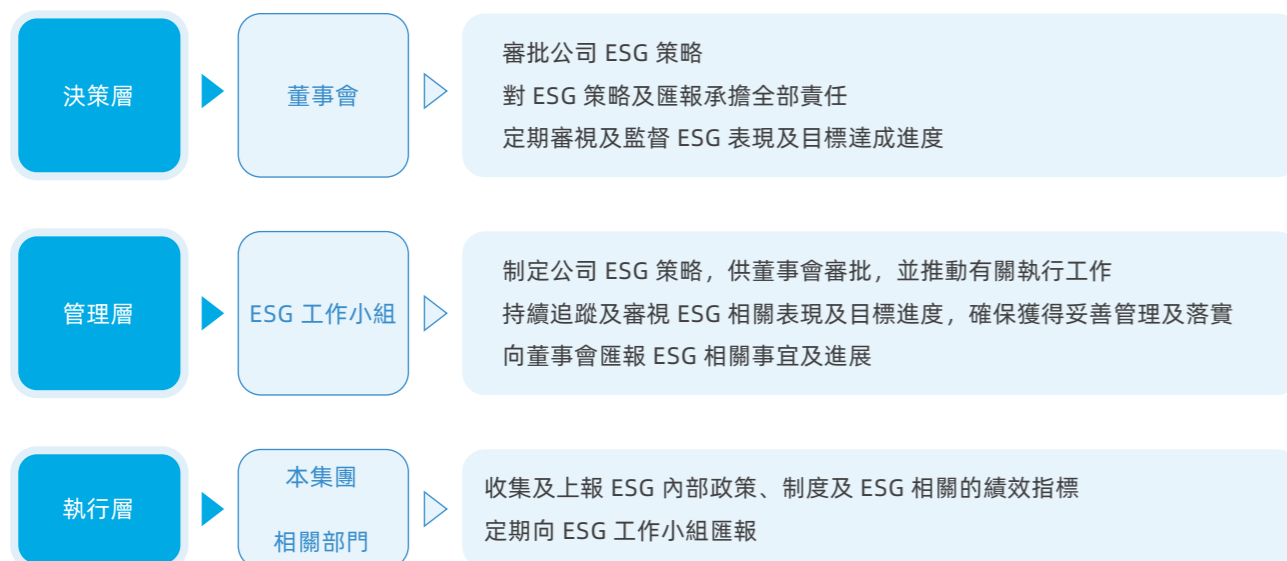 決策層
董事會
審批公司 ESG 策略
對 ESG 策略及匯報承擔全部責任
定期審視及監督 ESG 表現及目標達成進度
管理層
ESG 工作小組
制定公司 ESG 策略，供董事會審批，並推動有關執行工作
持續追蹤及審視 ESG 相關表現及目標進度，確保獲得妥善管理及落實
向董事會匯報 ESG 相關事宜及進展
執行層
本集團
相關部門
收集及上報 ESG 內部政策、制度及 ESG 相關的績效指標
定期向 ESG 工作小組匯報